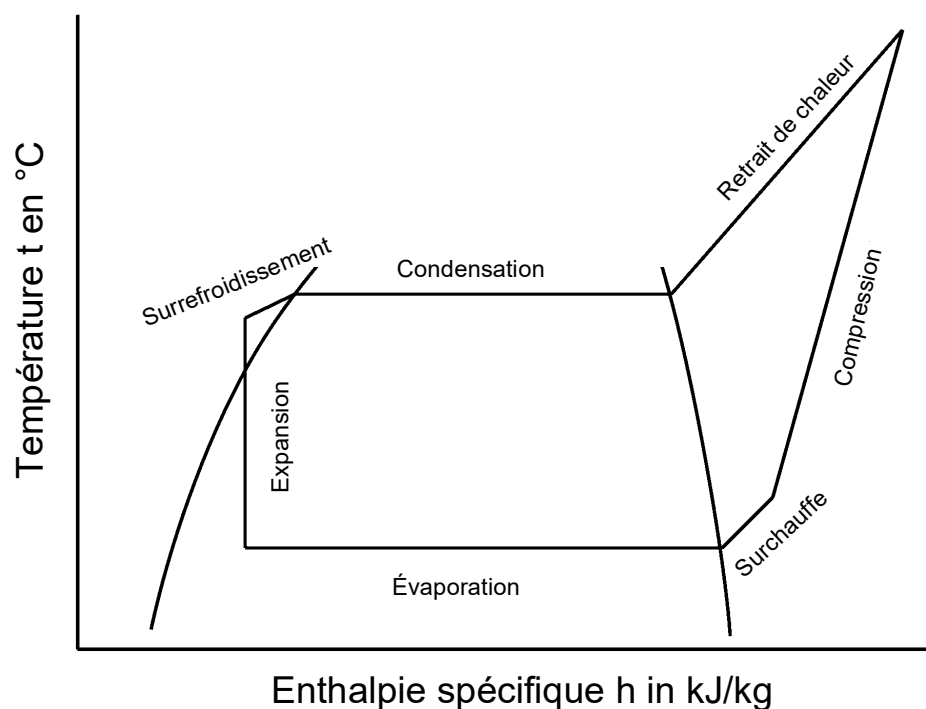 Température t en °C
Retrait de chaleur
Surrefroidissement
Condensation
Compression
Expansion
Surchauffe
Évaporation
Enthalpie spécifique h in kJ/kg